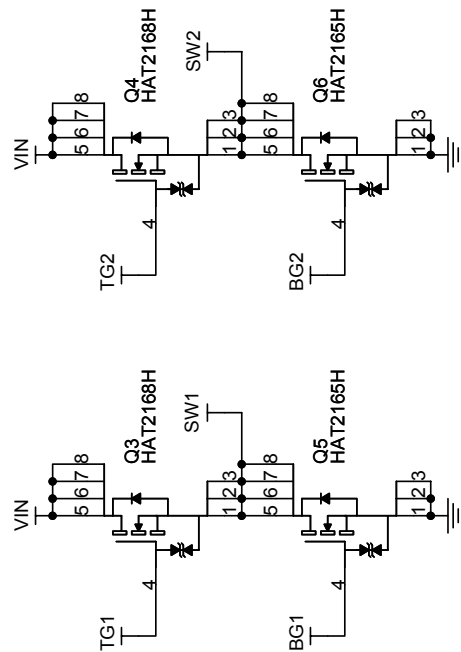 VIN
5 6 7 8
Q3
HAT2168H
TG1
4
1 2 3
SW1
5 6 7 8
Q5
HAT2165H
BG1
4
1 2 3
VIN
5 6 7 8
Q4
HAT2168H
TG2
4
1 2 3
SW2
5 6 7 8
Q6
HAT2165H
BG2
4
1 2 3